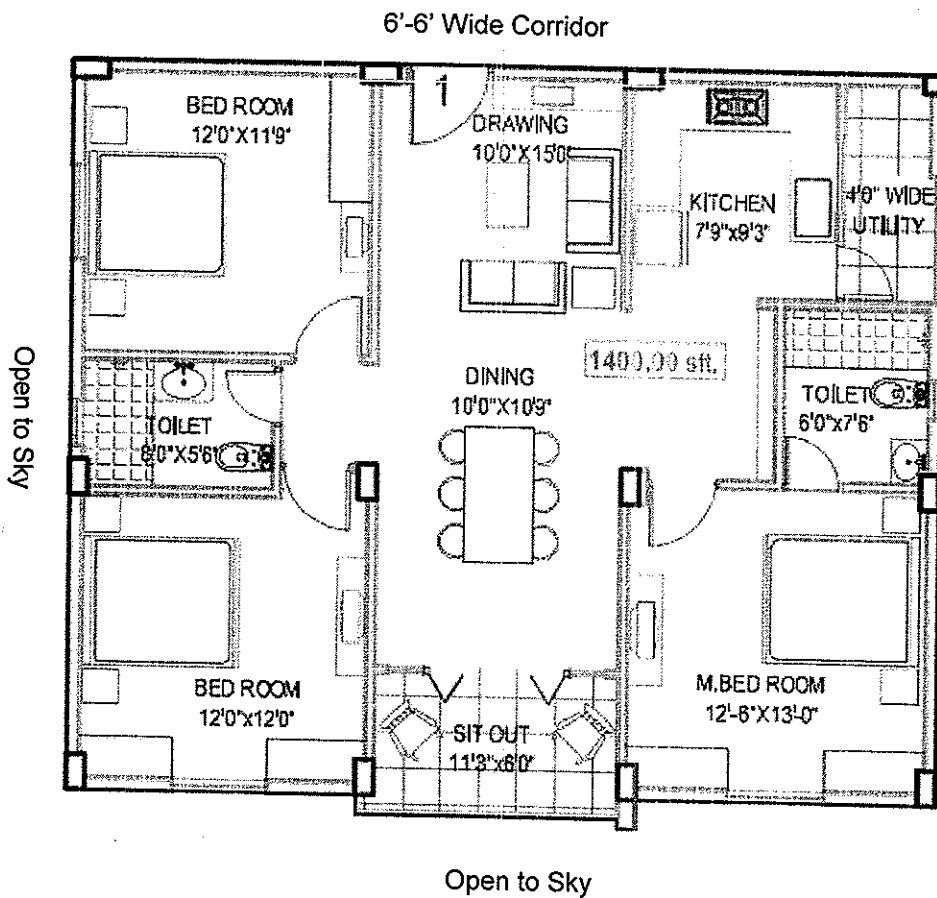 6'-6' Wide Corridor
1
BED ROOM
12'0"X11'9"
DRAWING
10'0"X15'0"
KITCHEN
7'9"x9'3"
4'0" WIDE
UTILITY
Open to Sky
1400.00 sft.
DINING
10'0"X10'9"
TOILET
8'0"X5'6"
TOILET
6'0"x7'6"
BED ROOM
12'0"x12'0"
SIT OUT
11'3"x6'0"
M.BED ROOM
12'-6"X13'-0"
Open to Sky